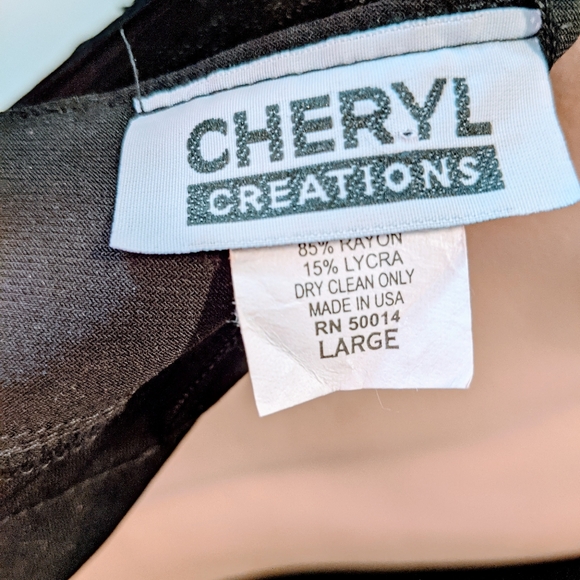 CHERYL
CREATIONS
85% RAYON
15% LYCRA
DRY CLEAN ONLY
MADE IN USA
RN 50014
LARGE